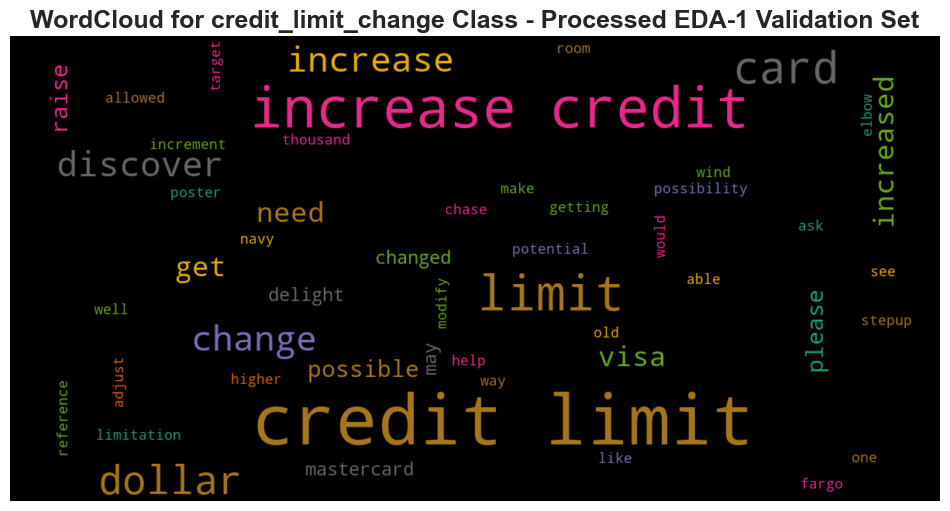 WordCloud for credit_limit_change Class - Processed EDA-1 Validation Set
room
target
increase
card
raise
allowed
increase credit
increased
elbow
thousand
increment
discover
wind
poster
make
possibility
need
chase
getting
navy
would
ask
changed
potential
get
able
see
delight
modify
limit
well
please
stepup
change
old
may
visa
possible
help
higher
way
adjust
reference
credit limit
limitation
mastercard
like
one
dollar
fargo